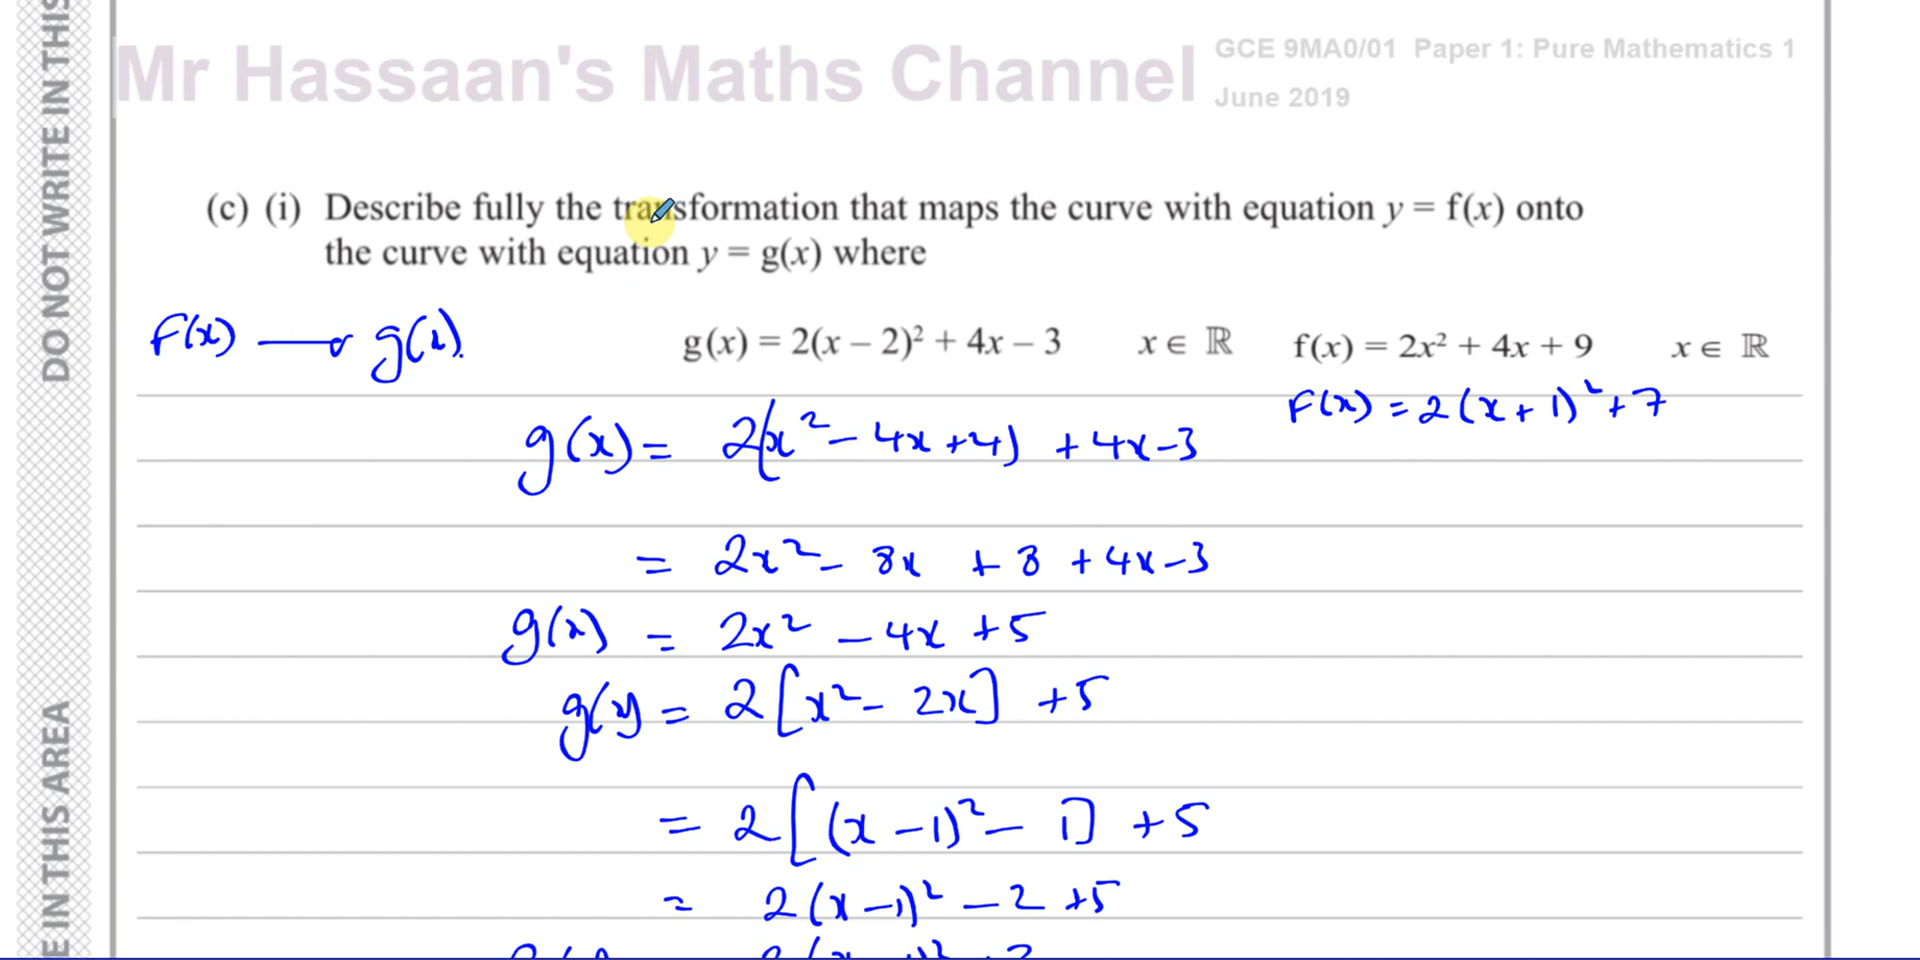 DO NOT WRITE IN THIS
E IN THIS AREA
Mr Hassaan's Maths Channel
GCE 9MA0/01 Paper 1: Pure Mathematics 1
June 2019
(c) (i) Describe fully the transformation that maps the curve with equation y = f(x) onto
the curve with equation y = g(x) where
F(x) → g(x).
g(x) = 2(x – 2)² + 4x – 3 x ∈ ℝ f(x) = 2x² + 4x + 9 x ∈ ℝ
F(x) = 2(x + 1)² + 7
g(x) = 2(x² – 4x + 4) + 4x – 3
= 2x² – 8x + 8 + 4x – 3
g(x) = 2x² – 4x + 5
g(x) = 2[x² – 2x] + 5
= 2[(x – 1)² – 1] + 5
= 2(x – 1)² – 2 + 5